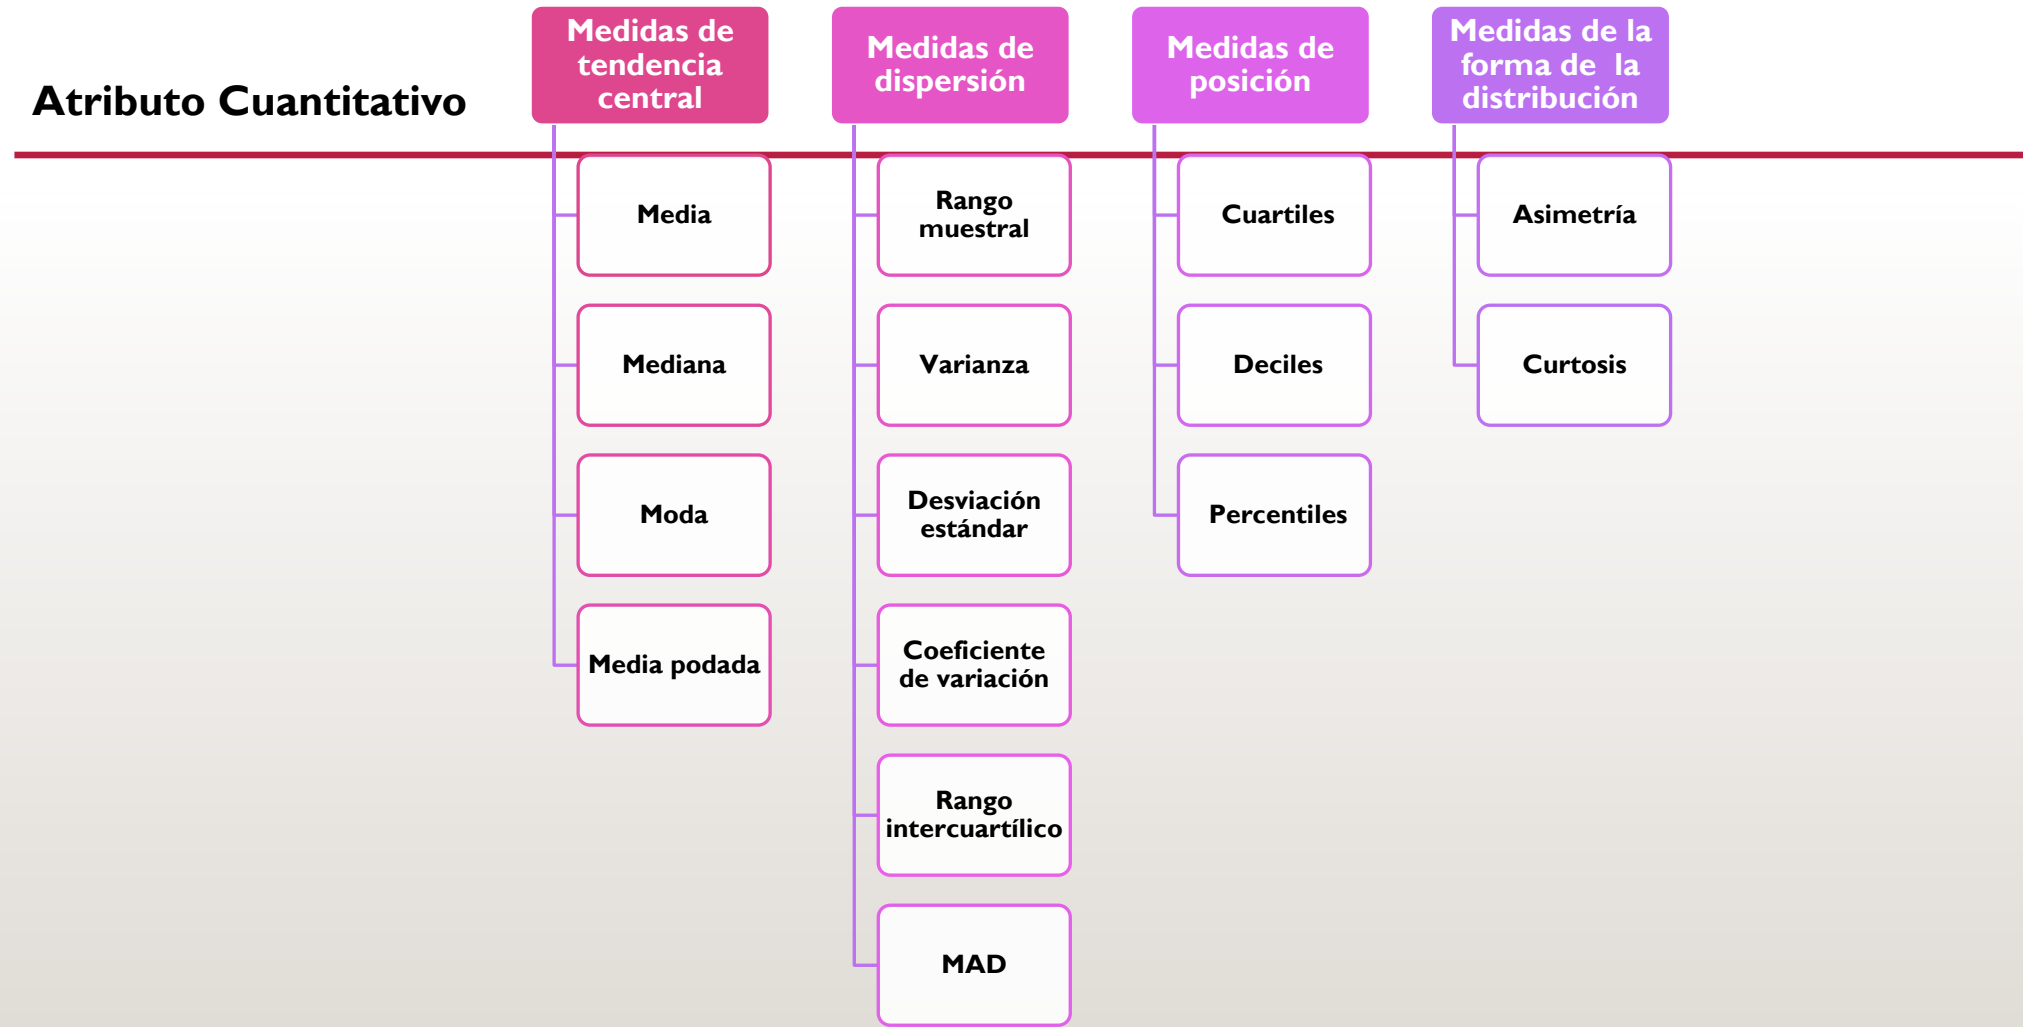 Atributo Cuantitativo
Medidas de
tendencia
central
Media
Mediana
Moda
Media podada
Medidas de
dispersión
Rango
muestral
Varianza
Desviación
estándar
Coeficiente
de variación
Rango
intercuartílico
MAD
Medidas de
posición
Cuartiles
Deciles
Percentiles
Medidas de la
forma de  la
distribución
Asimetría
Curtosis